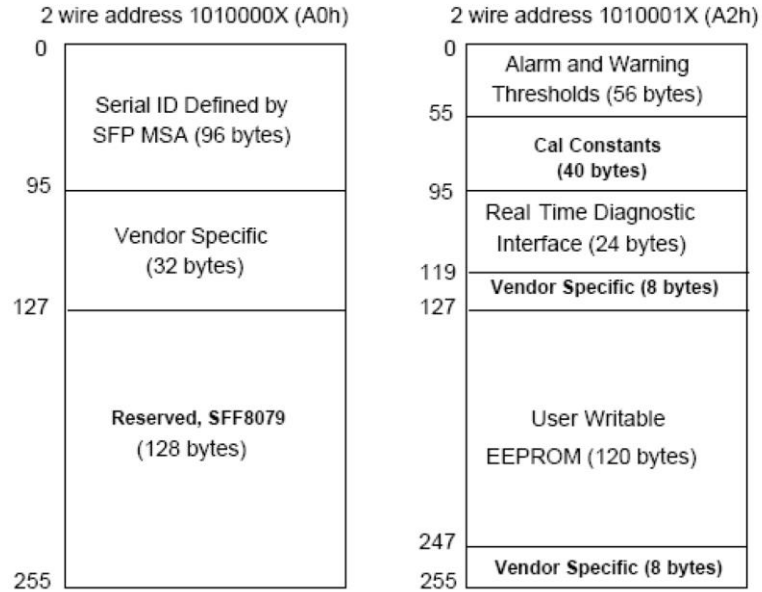 2 wire address 1010000X (A0h)
0
Serial ID Defined by
SFP MSA (96 bytes)
95
Vendor Specific
(32 bytes)
127
Reserved, SFF8079
(128 bytes)
255
2 wire address 1010001X (A2h)
0
Alarm and Warning
Thresholds (56 bytes)
55
Cal Constants
(40 bytes)
95
Real Time Diagnostic
Interface (24 bytes)
119
Vendor Specific (8 bytes)
127
User Writable
EEPROM (120 bytes)
247
Vendor Specific (8 bytes)
255